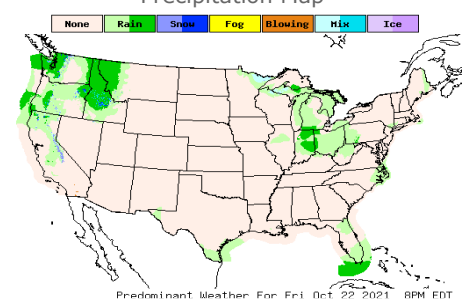 Precipitation Map
None Rain Snow Fog Blowing Mix Ice
Predominant Weather For Fri Oct 22 2021 8PM EDT